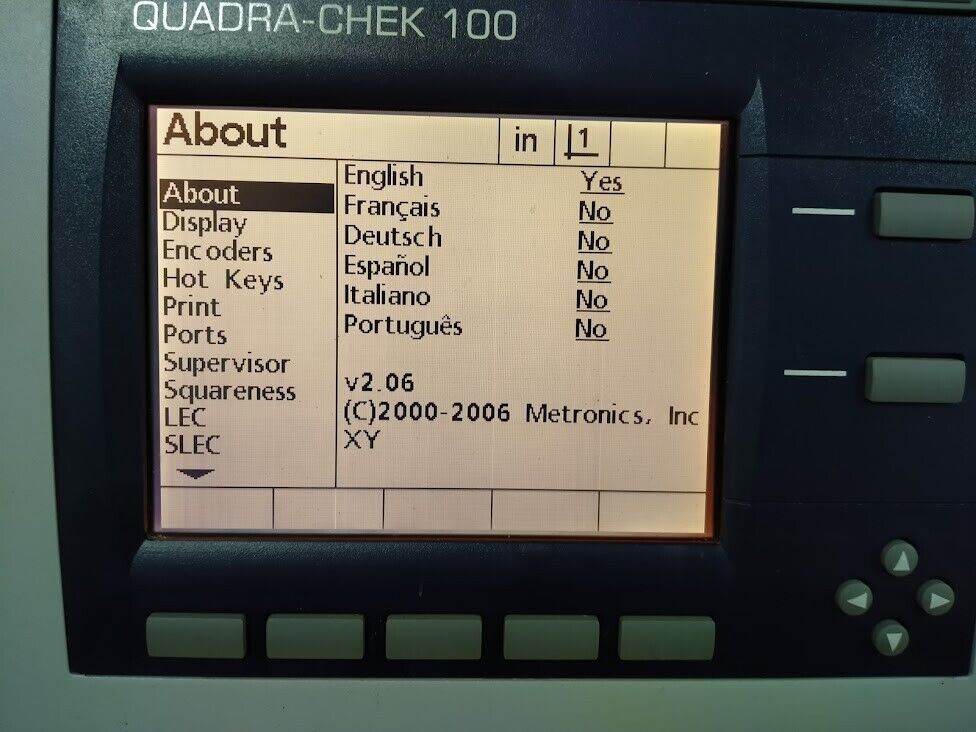 QUADRA-CHEK 100
About in 1
About
Display
Encoders
Hot Keys
Print
Ports
Supervisor
Squareness
LEC
SLEC
English Yes
Français No
Deutsch No
Español No
Italiano No
Português No
v2.06
(C)2000-2006 Metronics, Inc
XY